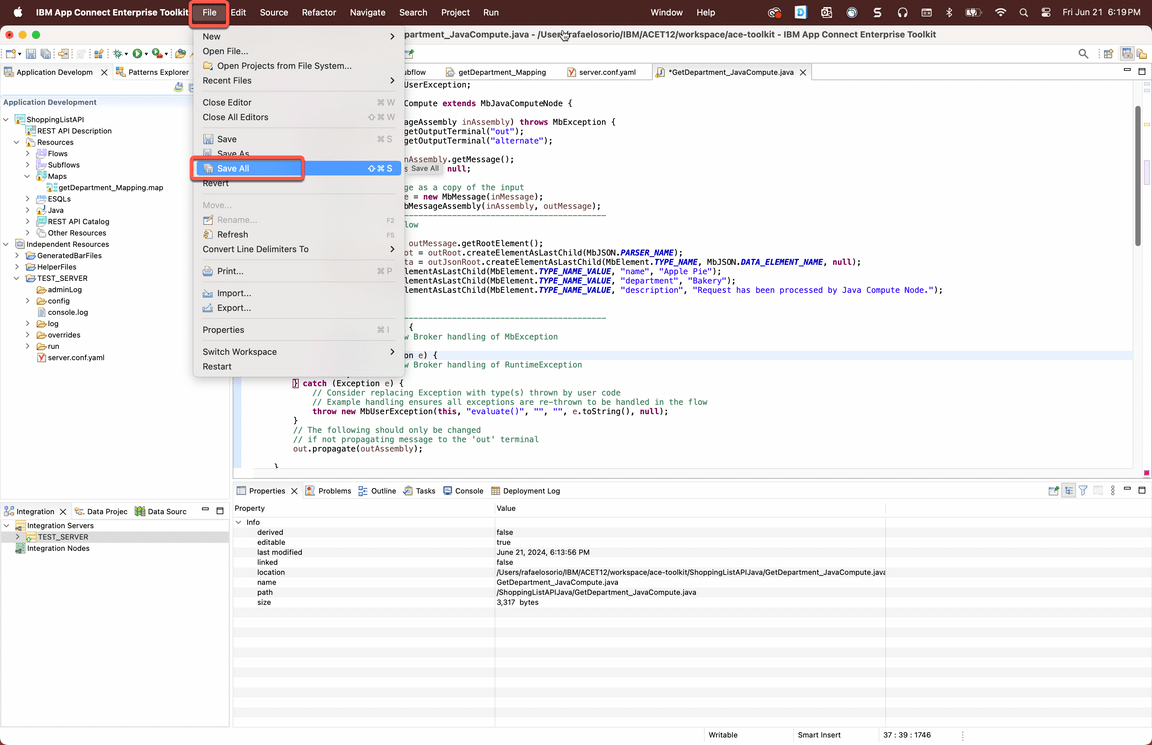 IBM App Connect Enterprise Toolkit File Edit Source Refactor Navigate Search Project Run Window Help Fri Jun 21 6:19 PM
partment_JavaCompute.java - /Users/rafaelosorio/IBM/ACET12/workspace/ace-toolkit - IBM App Connect Enterprise Toolkit
Application Developm
Patterns Explorer
Application Development
ShoppingListAPI
REST API Description
Resources
Flows
Subflows
Maps
getDepartment_Mapping.map
ESQLs
Java
REST API Catalog
Other Resources
Independent Resources
GeneratedBarFiles
HelperFiles
TEST_SERVER
adminLog
config
console.log
log
overrides
run
server.conf.yaml
New
Open File...
Open Projects from File System...
Recent Files
Close Editor ⌘ W
Close All Editors ⇧ ⌘ W
Save ⌘ S
Save As
Save All ⇧ ⌘ S
Save All
Revert
Move...
Rename... F2
Refresh F5
Convert Line Delimiters To
Print... ⌘ P
Import...
Export...
Properties ⌘ I
Switch Workspace
Restart
ubflow
getDepartment_Mapping
server.conf.yaml
*GetDepartment_JavaCompute.java
UserException;
Compute extends MbJavaComputeNode {
ageAssembly inAssembly) throws MbException {
getOutputTerminal("out");
getOutputTerminal("alternate");
nAssembly.getMessage();
s null;
ge as a copy of the input
e = new MbMessage(inMessage);
bMessageAssembly(inAssembly, outMessage);
------------------------------------------
low
outMessage.getRootElement();
ot = outRoot.createElementAsLastChild(MbJSON.PARSER_NAME);
ta = outJsonRoot.createElementAsLastChild(MbElement.TYPE_NAME, MbJSON.DATA_ELEMENT_NAME, null);
ElementAsLastChild(MbElement.TYPE_NAME_VALUE, "name", "Apple Pie");
ElementAsLastChild(MbElement.TYPE_NAME_VALUE, "department", "Bakery");
ElementAsLastChild(MbElement.TYPE_NAME_VALUE, "description", "Request has been processed by Java Compute Node.");
------------------------------------------
{
w Broker handling of MbException
on e) {
w Broker handling of RuntimeException
} catch (Exception e) {
// Consider replacing Exception with type(s) thrown by user code
// Example handling ensures all exceptions are re-thrown to be handled in the flow
throw new MbUserException(this, "evaluate()", "", "", e.toString(), null);
}
// The following should only be changed
// if not propagating message to the 'out' terminal
out.propagate(outAssembly);
}
Integration
Data Projec
Data Sourc
Integration Servers
TEST_SERVER
Integration Nodes
Properties
Problems
Outline
Tasks
Console
Deployment Log
Property Value
Info
derived false
editable true
last modified June 21, 2024, 6:13:56 PM
linked false
location /Users/rafaelosorio/IBM/ACET12/workspace/ace-toolkit/ShoppingListAPIJava/GetDepartment_JavaCompute.java
name GetDepartment_JavaCompute.java
path /ShoppingListAPIJava/GetDepartment_JavaCompute.java
size 3,317 bytes
Writable Smart Insert 37 : 39 : 1746